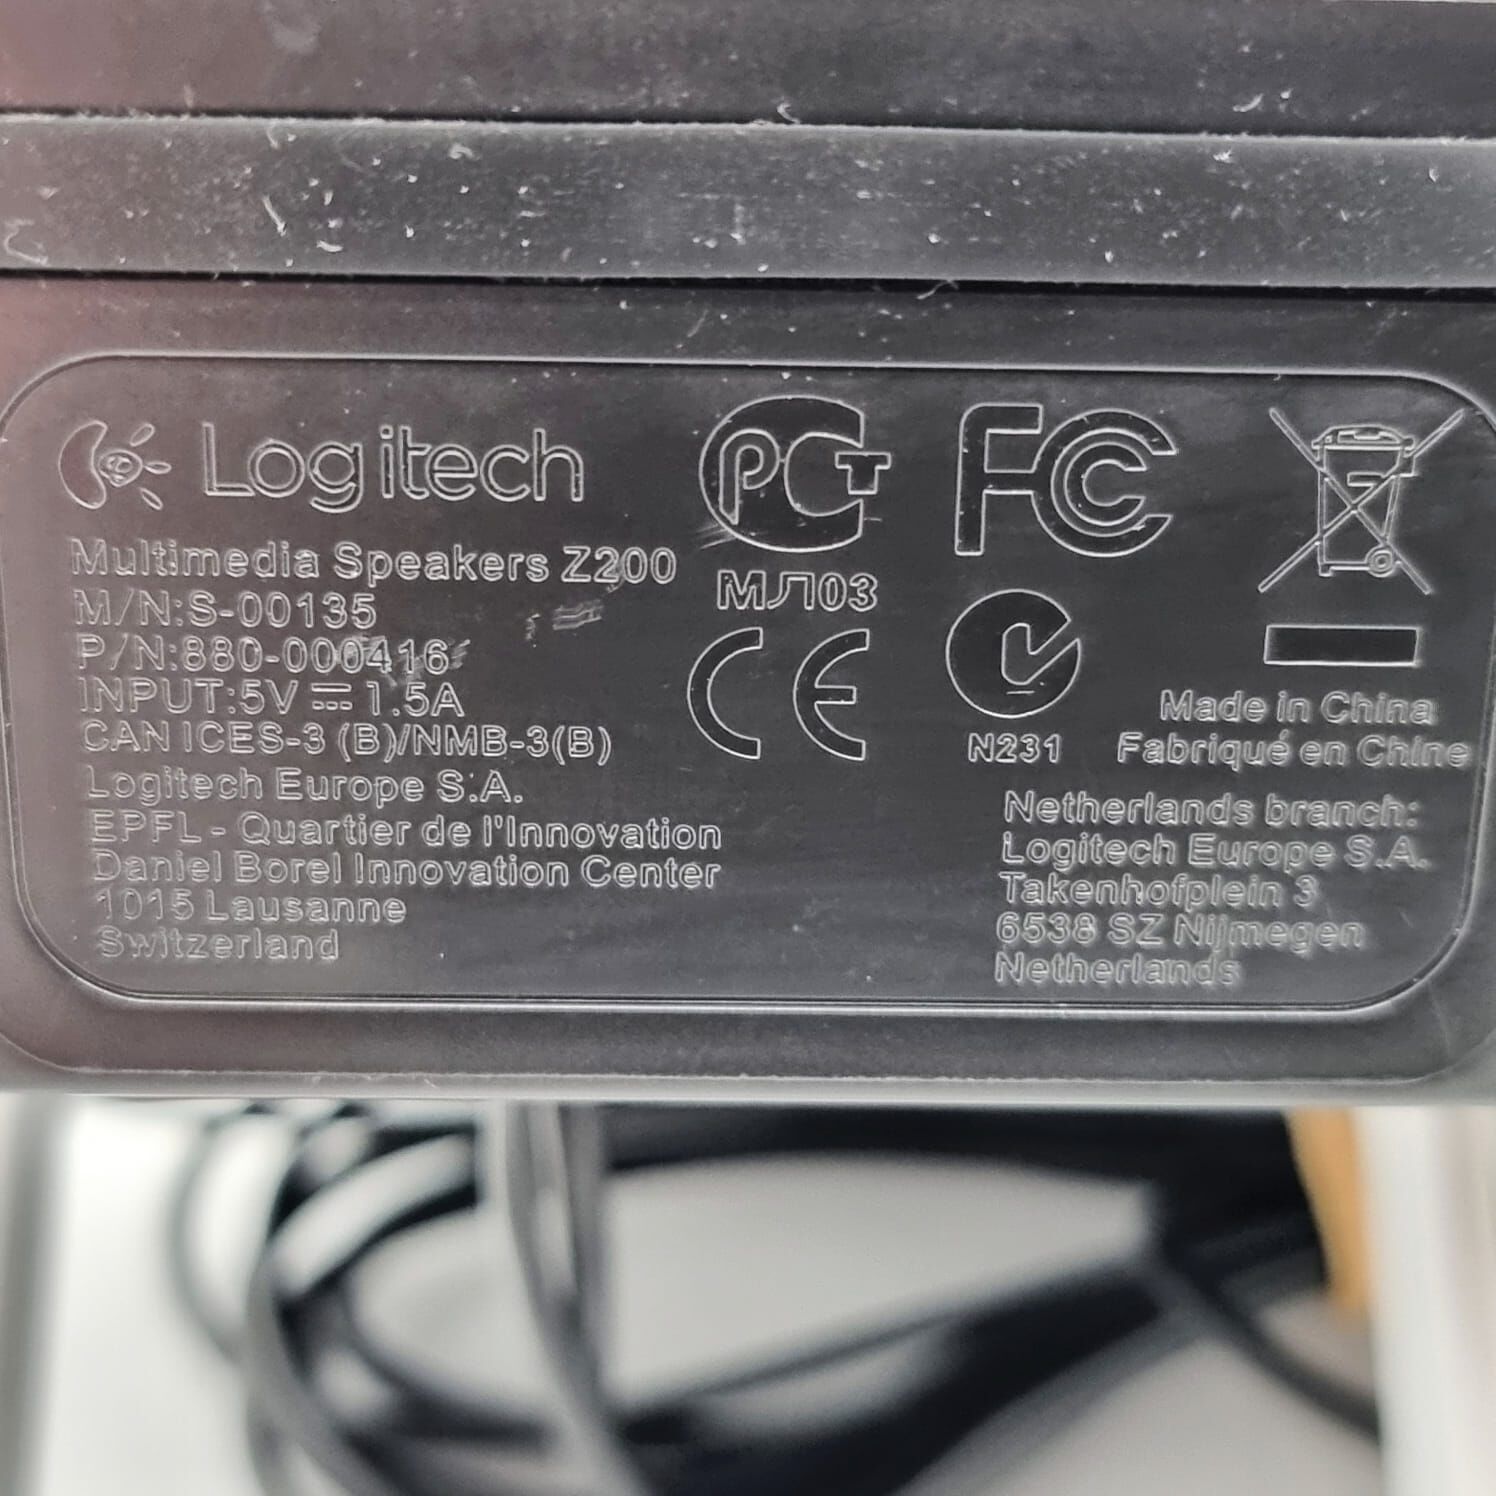 Logitech
Multimedia Speakers Z200
M/N:S-00135
P/N:880-000416
INPUT:5V ⎓ 1.5A
CAN ICES-3 (B)/NMB-3(B)
Logitech Europe S.A.
EPFL - Quartier de l'Innovation
Daniel Borel Innovation Center
1015 Lausanne
Switzerland
РСТ
МЛ03
CE
FC
N231
Made in China
Fabriqué en Chine
Netherlands branch:
Logitech Europe S.A.
Takenhofplein 3
6538 SZ Nijmegen
Netherlands